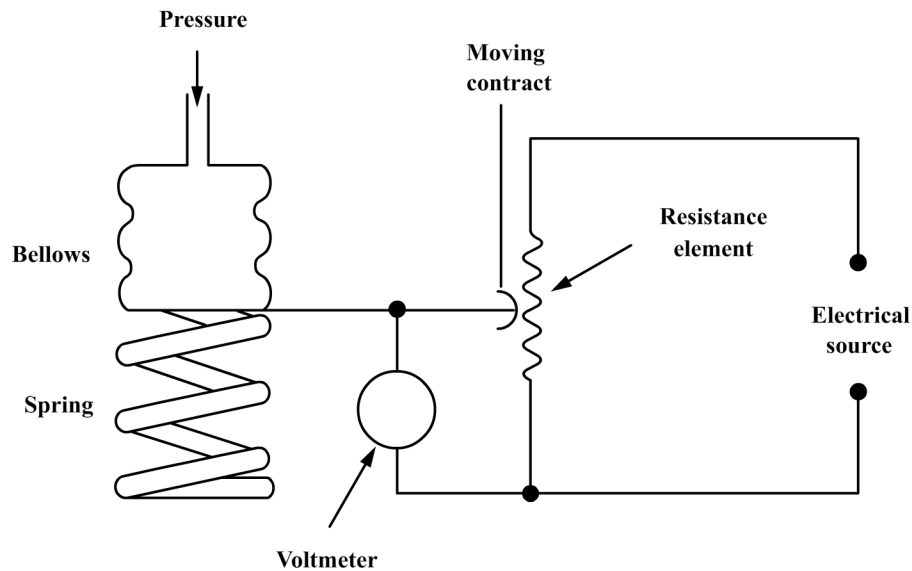 Pressure
Moving
contract
Resistance
element
Bellows
Electrical
source
Spring
Voltmeter